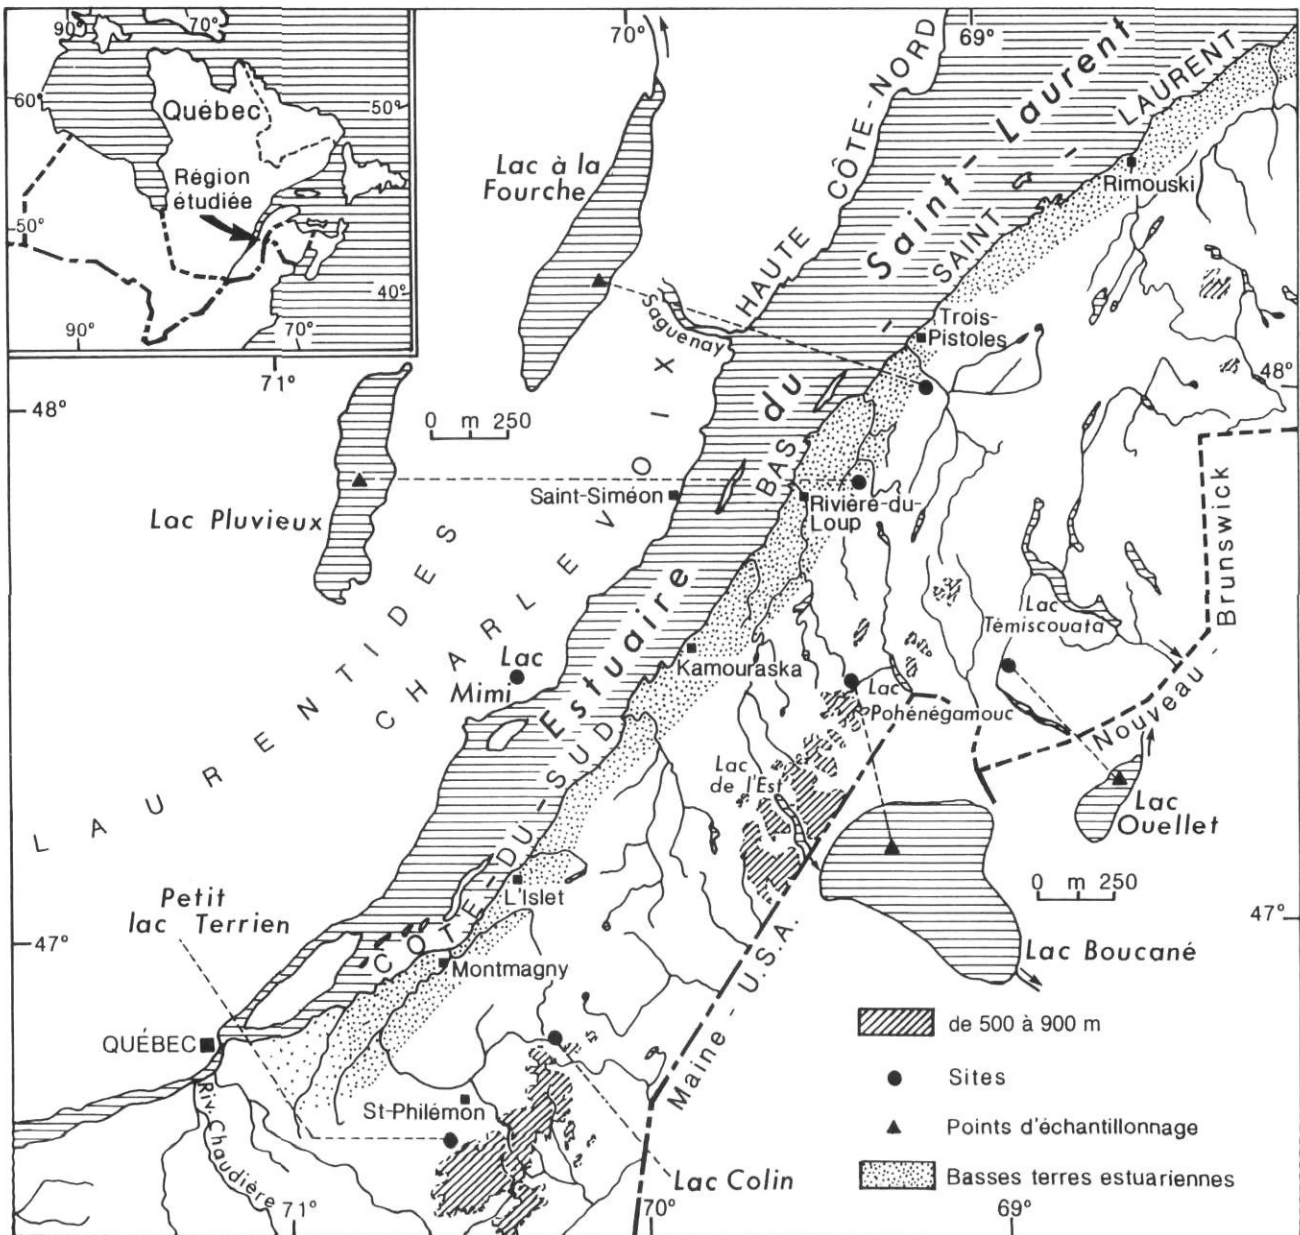 90°
70°
60°
50°
Québec
Région
étudiée
50°
40°
90°
70°
71°
70°
69°
48°
48°
47°
47°
71°
70°
69°
Lac à la
Fourche
HAUTE CÔTE-NORD
Saguenay
Estuaire du Saint-Laurent
BAS - SAINT - LAURENT
Rimouski
Trois-
Pistoles
0 m 250
Lac Pluvieux
Saint-Siméon
Rivière-du-
Loup
LAURENTIDES
CHARLEVOIX
Lac
Mimi
Kamouraska
Lac
Témiscouata
Lac
Pohénégamouc
Nouveau - Brunswick
Lac
de l'Est
CÔTE-DU-SUD
Lac
Ouellet
0 m 250
L'Islet
Petit
lac Terrien
Montmagny
Lac Boucané
Maine - U.S.A.
QUÉBEC
Riv. Chaudière
St-Philémon
Lac Colin
de 500 à 900 m
Sites
Points d'échantillonnage
Basses terres estuariennes